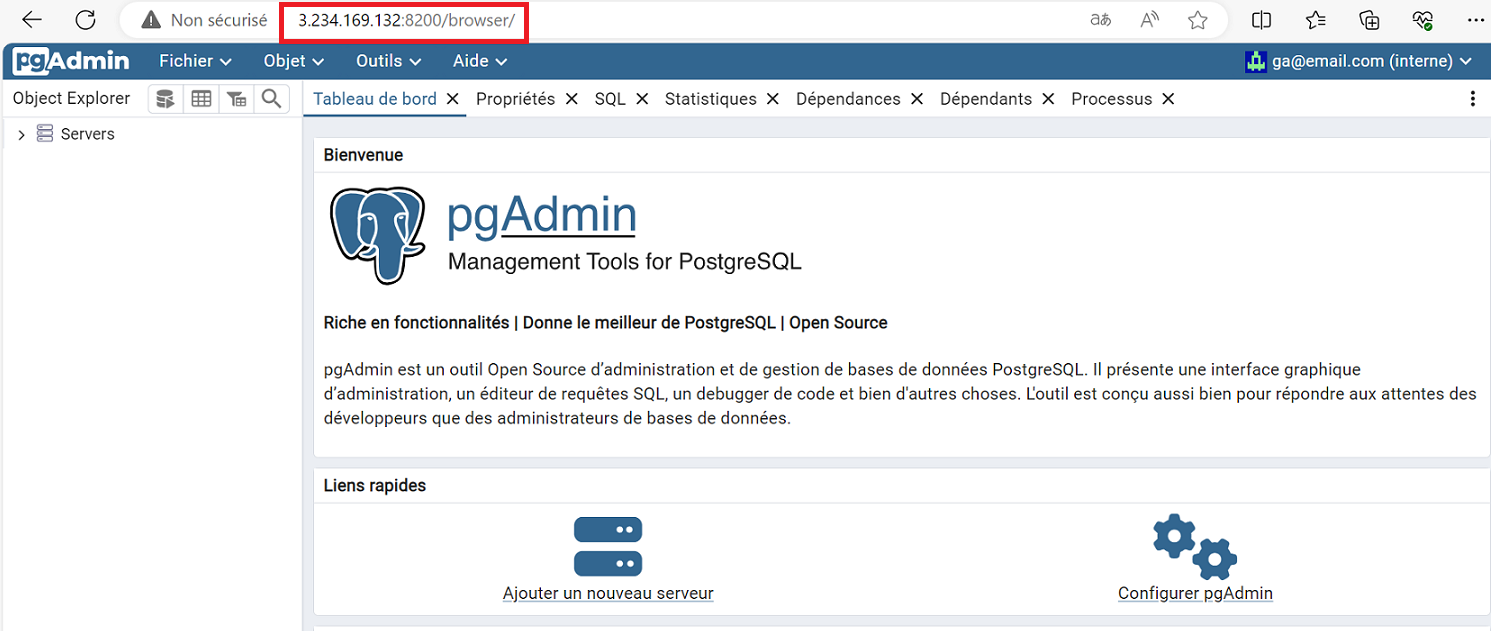 Non sécurisé 3.234.169.132:8200/browser/ aあ A
pgAdmin Fichier Objet Outils Aide ga@email.com (interne)
Object Explorer Tableau de bord Propriétés SQL Statistiques Dépendances Dépendants Processus
Servers
Bienvenue
pgAdmin
Management Tools for PostgreSQL
Riche en fonctionnalités | Donne le meilleur de PostgreSQL | Open Source
pgAdmin est un outil Open Source d’administration et de gestion de bases de données PostgreSQL. Il présente une interface graphique
d’administration, un éditeur de requêtes SQL, un debugger de code et bien d'autres choses. L'outil est conçu aussi bien pour répondre aux attentes des
développeurs que des administrateurs de bases de données.
Liens rapides
Ajouter un nouveau serveur Configurer pgAdmin